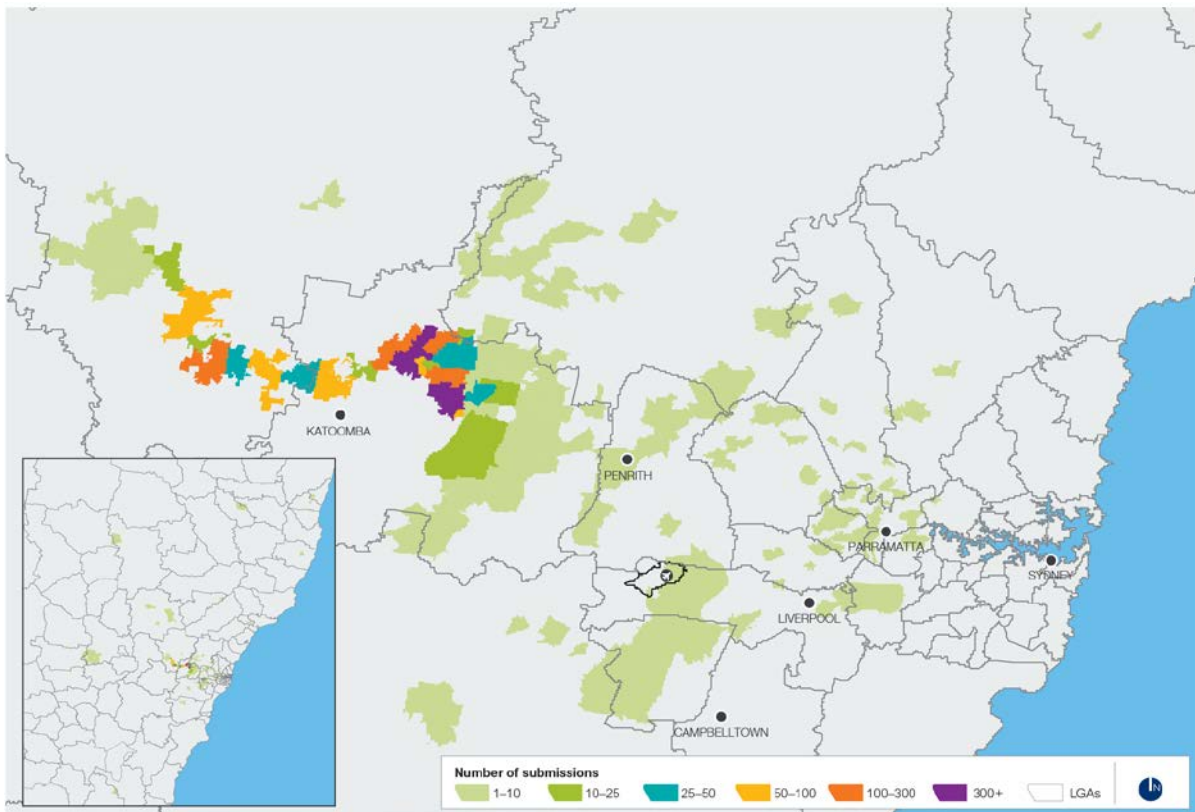 KATOOMBA
PENRITH
PARRAMATTA
SYDNEY
LIVERPOOL
CAMPBELLTOWN
Number of submissions
1–10
10–25
25–50
50–100
100–300
300+
LGAs
N